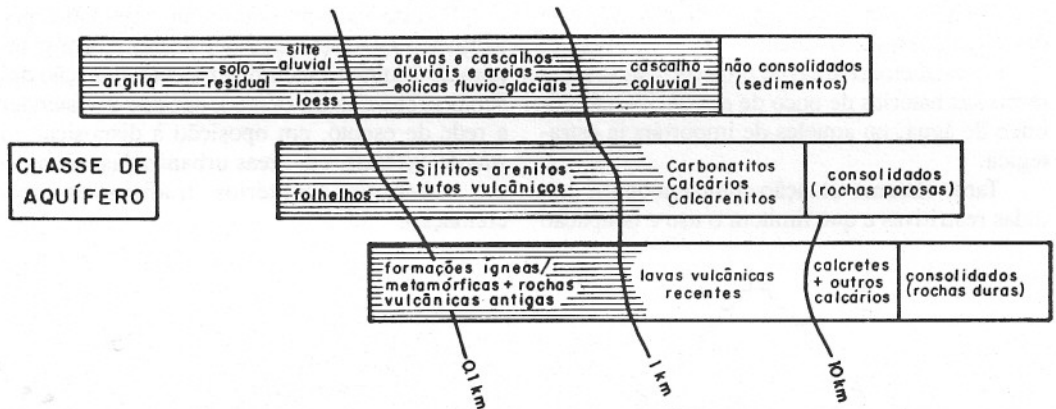 argila
solo
residual
silte
aluvial
loess
areias e cascalhos
aluviais e areias
eólicas fluvio-glaciais
cascalho
coluvial
não consolidados
(sedimentos)
CLASSE DE
AQUÍFERO
folhelhos
Siltitos-arenitos
tufos vulcânicos
Carbonatitos
Calcários
Calcarenitos
consolidados
(rochas porosas)
formações ígneas/
metamórficas + rochas
vulcânicas antigas
lavas vulcânicas
recentes
calcretes
+ outros
calcários
consolidados
(rochas duras)
0,1 km
1 km
10 km